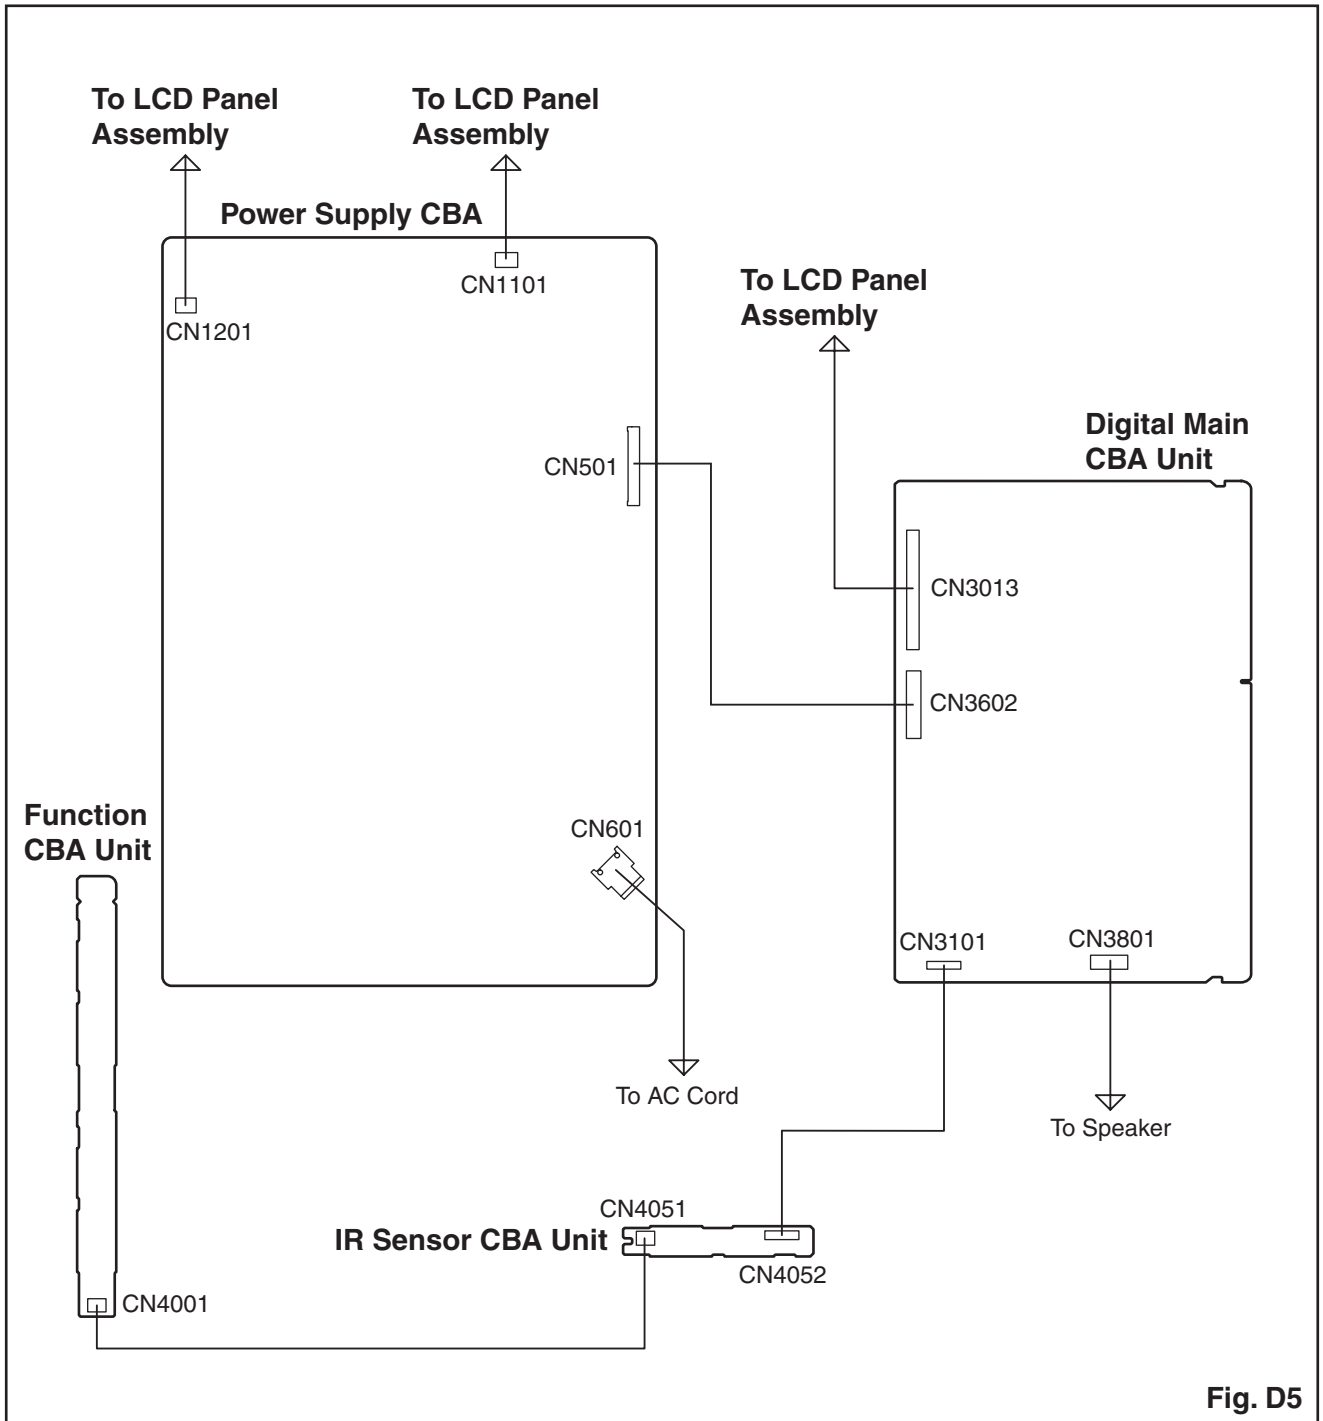 To LCD Panel
Assembly
To LCD Panel
Assembly
Power Supply CBA
CN1101
CN1201
To LCD Panel
Assembly
Digital Main
CBA Unit
CN501
CN3013
CN3602
Function
CBA Unit
CN601
CN3101
CN3801
To AC Cord
To Speaker
CN4051
IR Sensor CBA Unit
CN4052
CN4001
Fig. D5